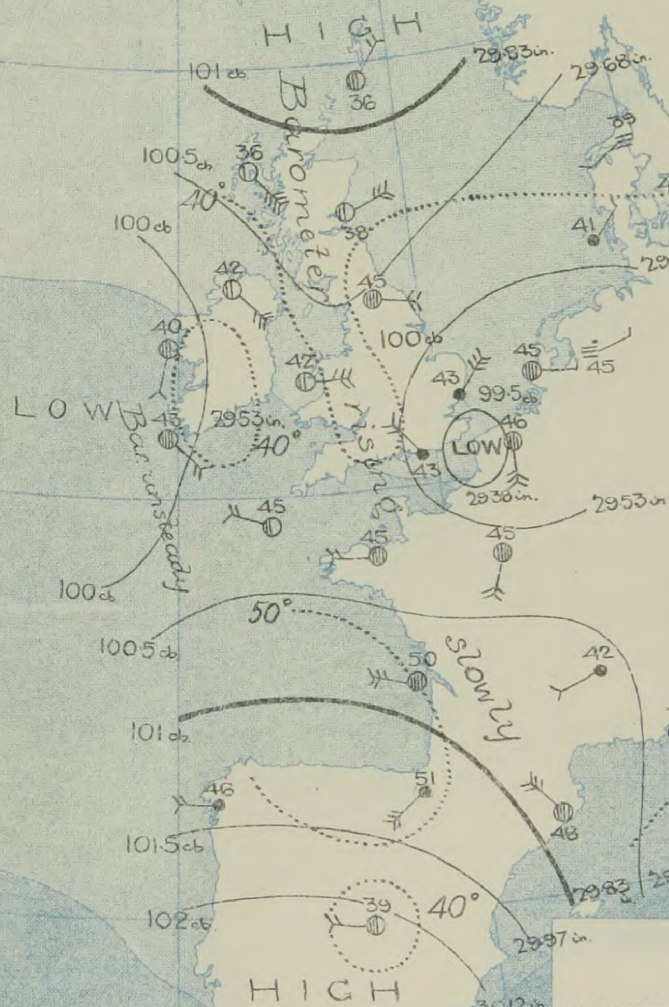 HIGH
101 cb
29·83 in.
29·68 in.
36
39
Barometer
100·5 cb
36
40°
38
100 cb
41
42
45
40
100 cb
47
45
45
43
99·5 cb
LOW
29·53 in.
46
40°
rising
LOW
43
29·38 in.
Bar. unsteady
45
29·53 in
45
45
100 cb
50°
100·5 cb
slowly
50
42
101 cb
46
51
48
101·5 cb
29·83
39
40°
102 cb
29·97 in.
HIGH